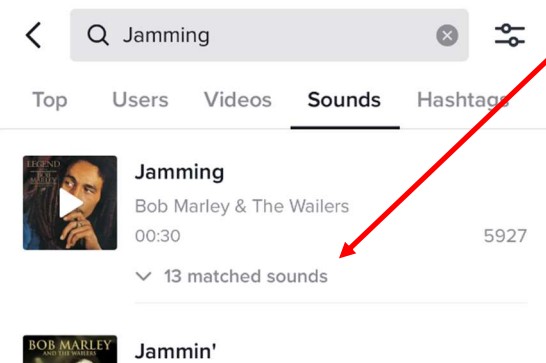 Jamming
Top Users Videos Sounds Hashtags
LEGEND
BOB MARLEY
Jamming
Bob Marley & The Wailers
00:30 5927
13 matched sounds
BOB MARLEY
AND THE WAILERS
Jammin'